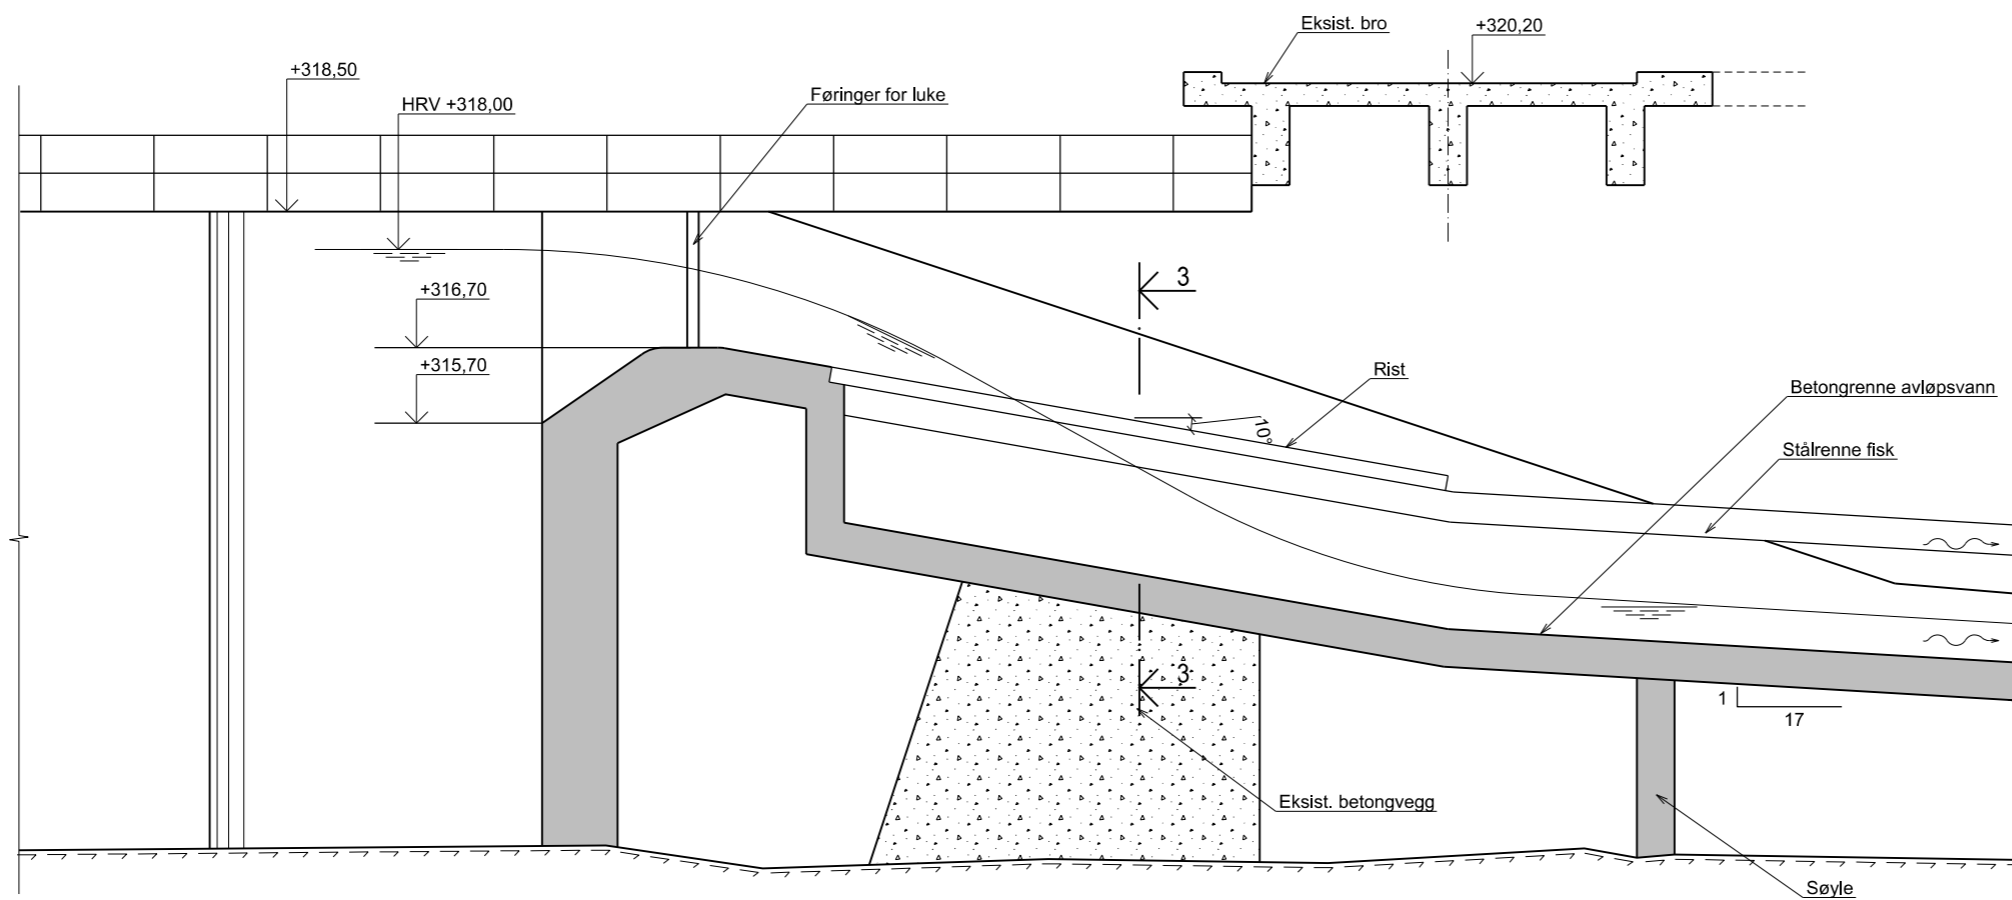 Eksist. bro
+320,20
+318,50
Føringer for luke
HRV +318,00
3
+316,70
+315,70
Rist
Betongrenne avløpsvann
10°
Stålrenne fisk
3
1
17
Eksist. betongvegg
Søyle